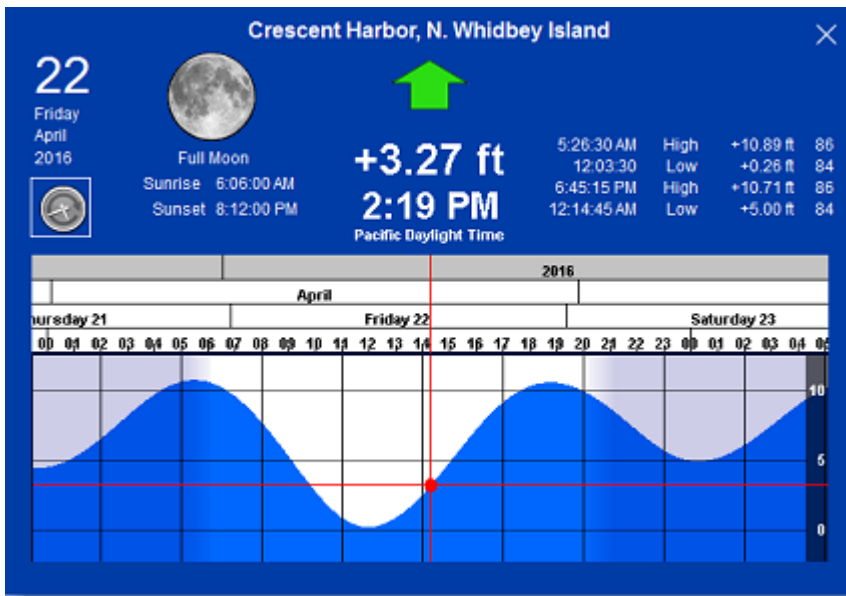 Crescent Harbor, N. Whidbey Island
22
Friday
April
2016
Full Moon
Sunrise 6:06:00 AM
Sunset 8:12:00 PM
+3.27 ft
2:19 PM
Pacific Daylight Time
5:26:30 AM High +10.89 ft 86
12:03:30 Low +0.26 ft 84
6:45:15 PM High +10.71 ft 86
12:14:45 AM Low +5.00 ft 84
2016
April
hursday 21 Friday 22 Saturday 23
00 01 02 03 04 05 06 07 08 09 10 11 12 13 14 15 16 17 18 19 20 21 22 23 00 01 02 03 04 05
10
5
0